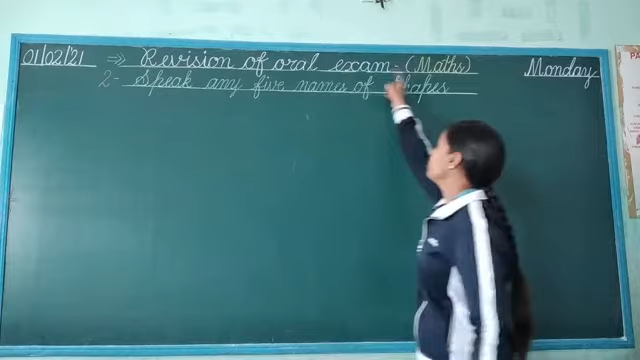 01/02/21 ⇒ Revision of oral exam - (Maths) Monday
2- Speak any five names of Shapes